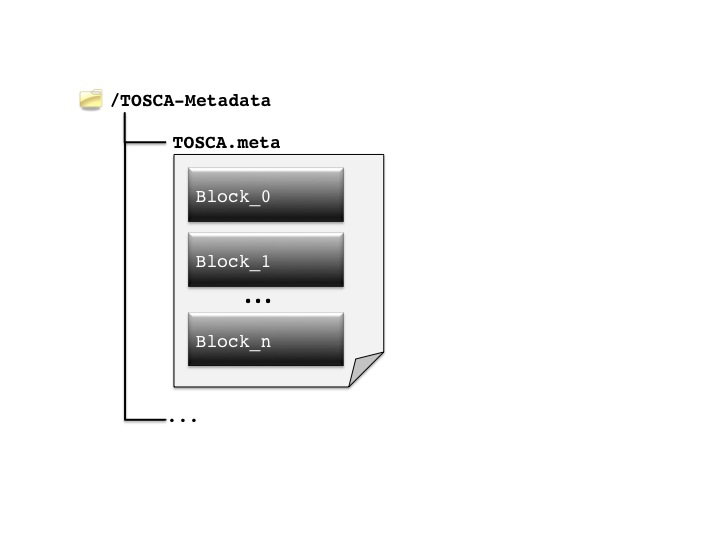 /TOSCA-Metadata
TOSCA.meta
Block_0
Block_1
...
Block_n
...